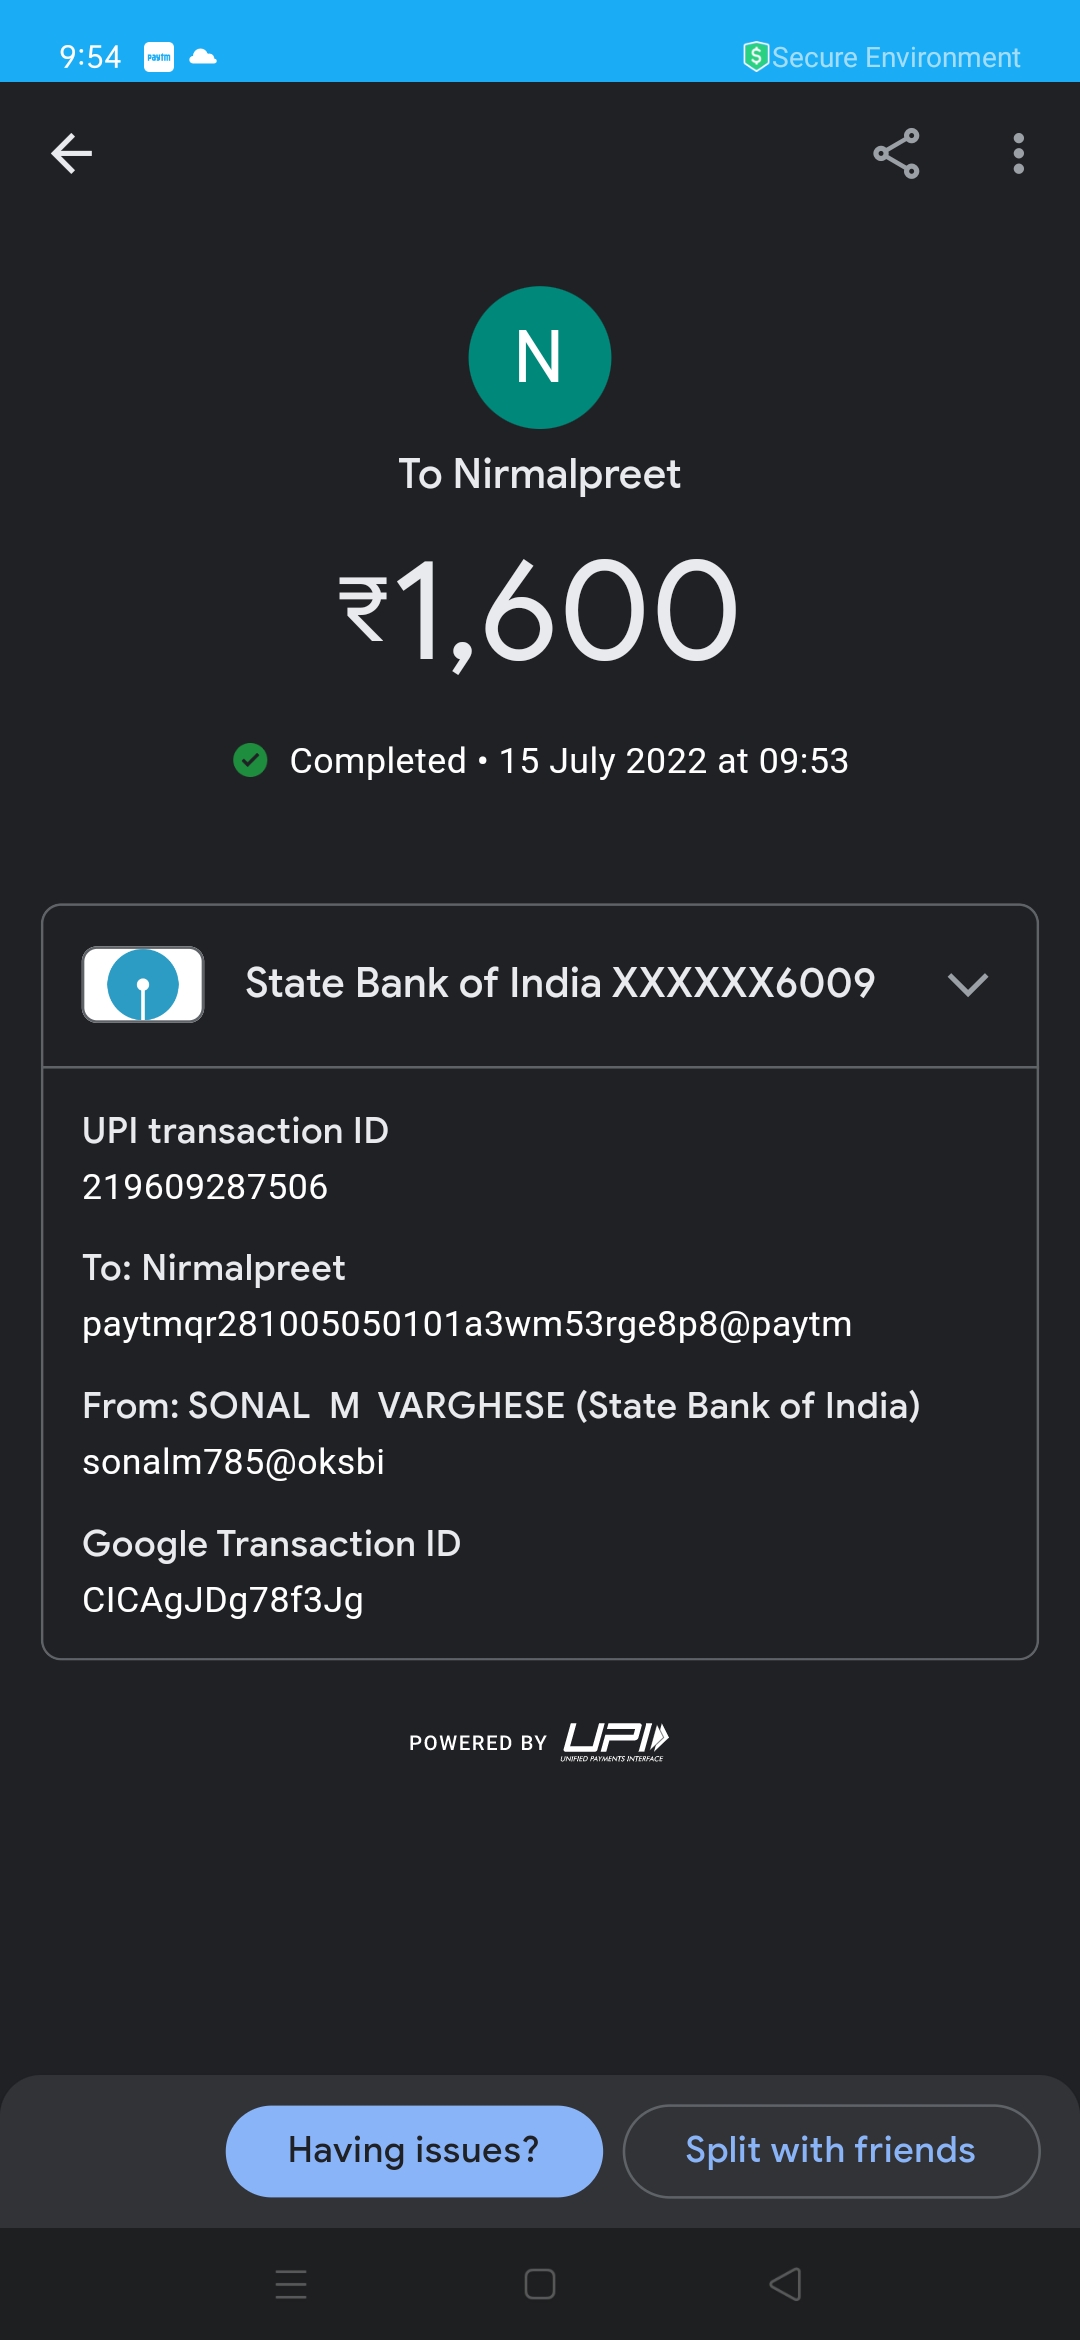 9:54 paytm Secure Environment
N
To Nirmalpreet
₹1,600
Completed • 15 July 2022 at 09:53
State Bank of India XXXXXX6009
UPI transaction ID
219609287506
To: Nirmalpreet
paytmqr281005050101a3wm53rge8p8@paytm
From: SONAL  M  VARGHESE (State Bank of India)
sonalm785@oksbi
Google Transaction ID
CICAgJDg78f3Jg
POWERED BY UPI
UNIFIED PAYMENTS INTERFACE
Having issues? Split with friends